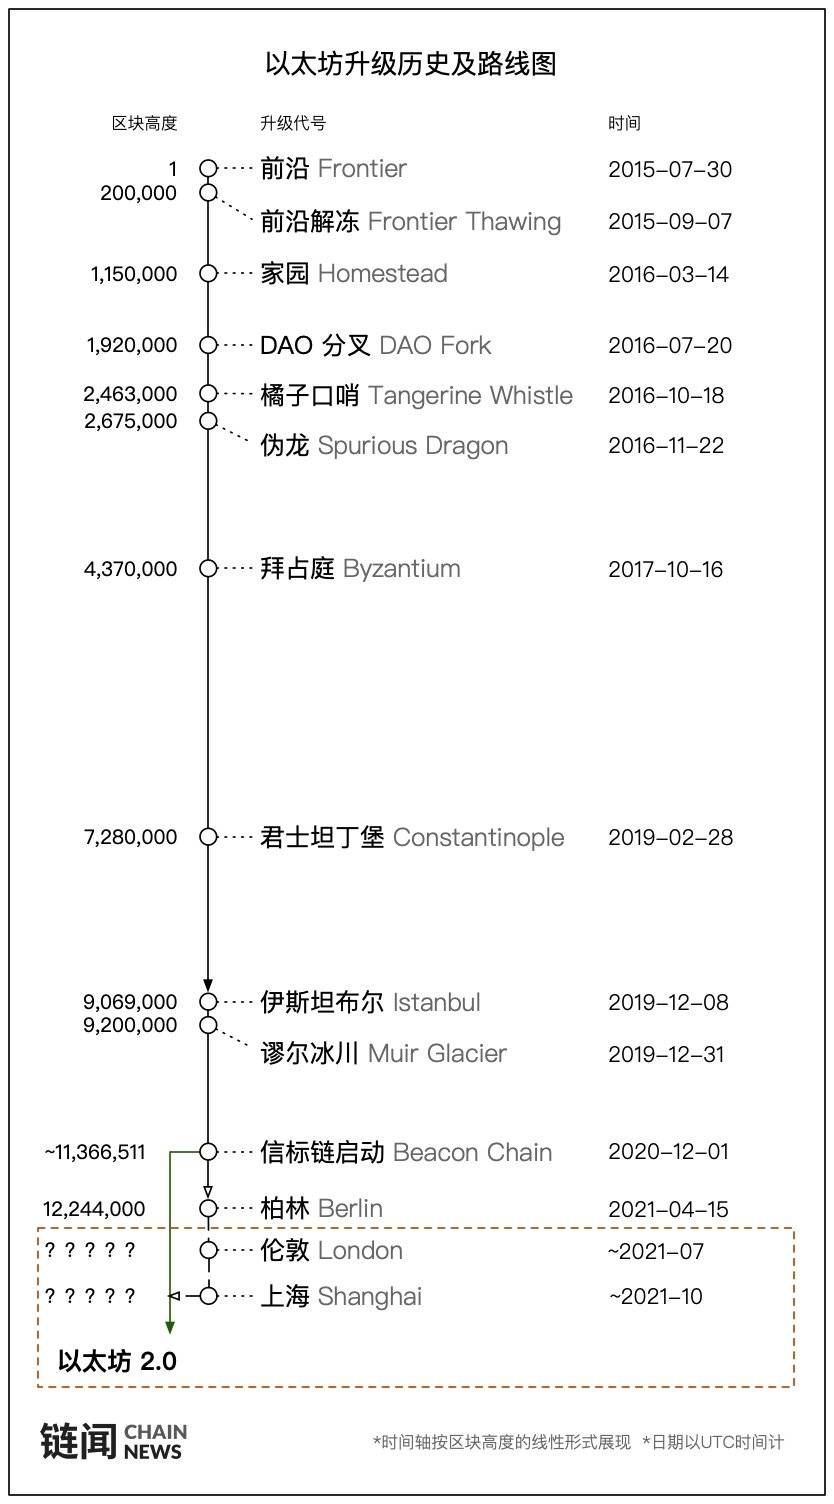 以太坊升级历史及路线图
区块高度 升级代号 时间
1 前沿 Frontier 2015-07-30
200,000 前沿解冻 Frontier Thawing 2015-09-07
1,150,000 家园 Homestead 2016-03-14
1,920,000 DAO 分叉 DAO Fork 2016-07-20
2,463,000 橘子口哨 Tangerine Whistle 2016-10-18
2,675,000 伪龙 Spurious Dragon 2016-11-22
4,370,000 拜占庭 Byzantium 2017-10-16
7,280,000 君士坦丁堡 Constantinople 2019-02-28
9,069,000 伊斯坦布尔 Istanbul 2019-12-08
9,200,000 谬尔冰川 Muir Glacier 2019-12-31
~11,366,511 信标链启动 Beacon Chain 2020-12-01
12,244,000 柏林 Berlin 2021-04-15
? ? ? ? ? 伦敦 London ~2021-07
? ? ? ? ? 上海 Shanghai ~2021-10
以太坊 2.0
链闻 CHAIN NEWS
*时间轴按区块高度的线性形式展现 *日期以UTC时间计